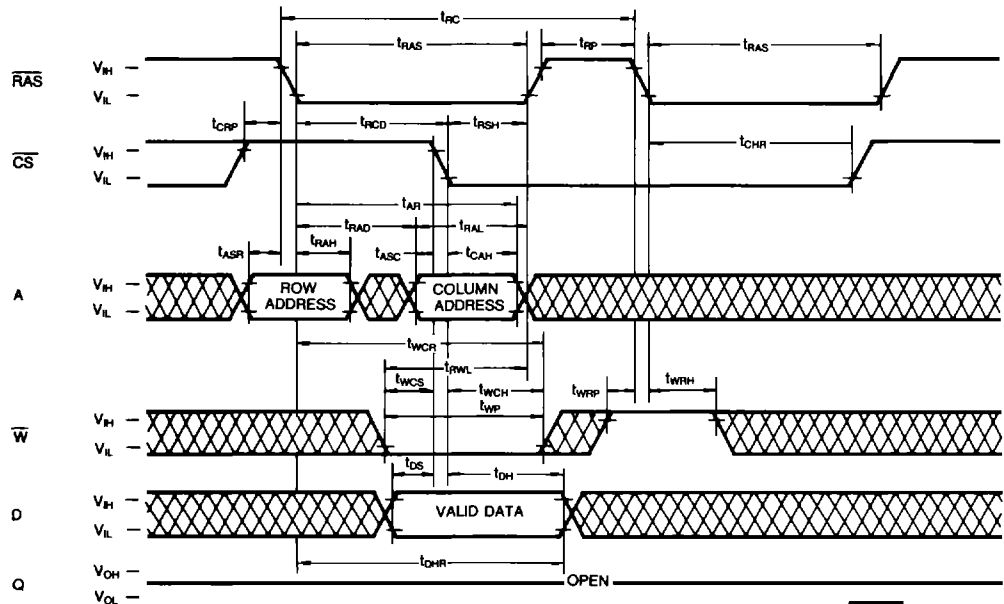 tRC
tRAS tRP tRAS
RAS VIH
VIL
tCRP tRCD tRSH
CS VIH tCHR
VIL
tAR
tRAD tRAL
tASR tRAH tASC tCAH
A VIH ROW ADDRESS COLUMN ADDRESS
VIL
tWCR
tRWL
tWCS tWCH tWRP tWRH
tWP
W VIH
VIL
tDS tDH
D VIH VALID DATA
VIL
tDHR
Q VOH OPEN
VOL